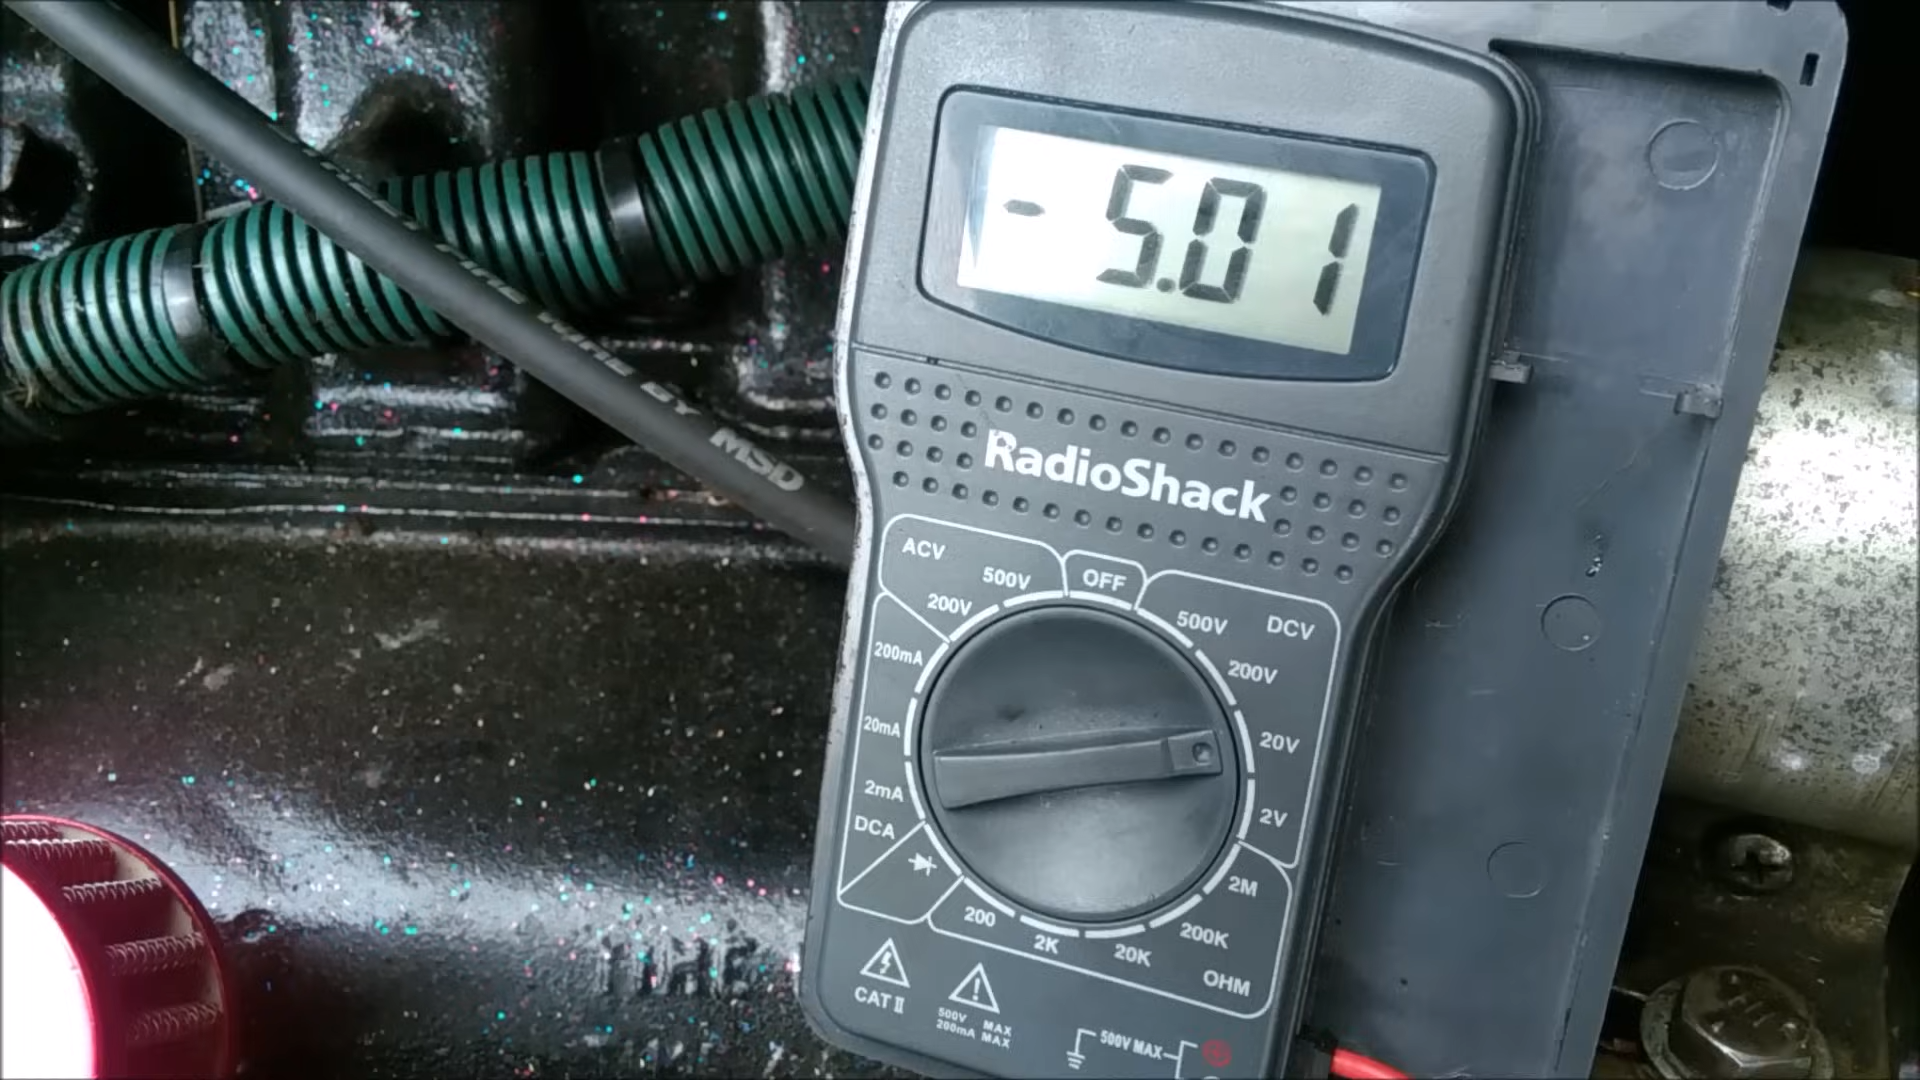 - 5.01
RadioShack
ACV
OFF
500V
200V
500V
DCV
200V
200mA
20mA
20V
2mA
2V
DCA
2M
200
2K
20K
200K
OHM
CAT II
500V MAX
200mA MAX
500V MAX
MSD